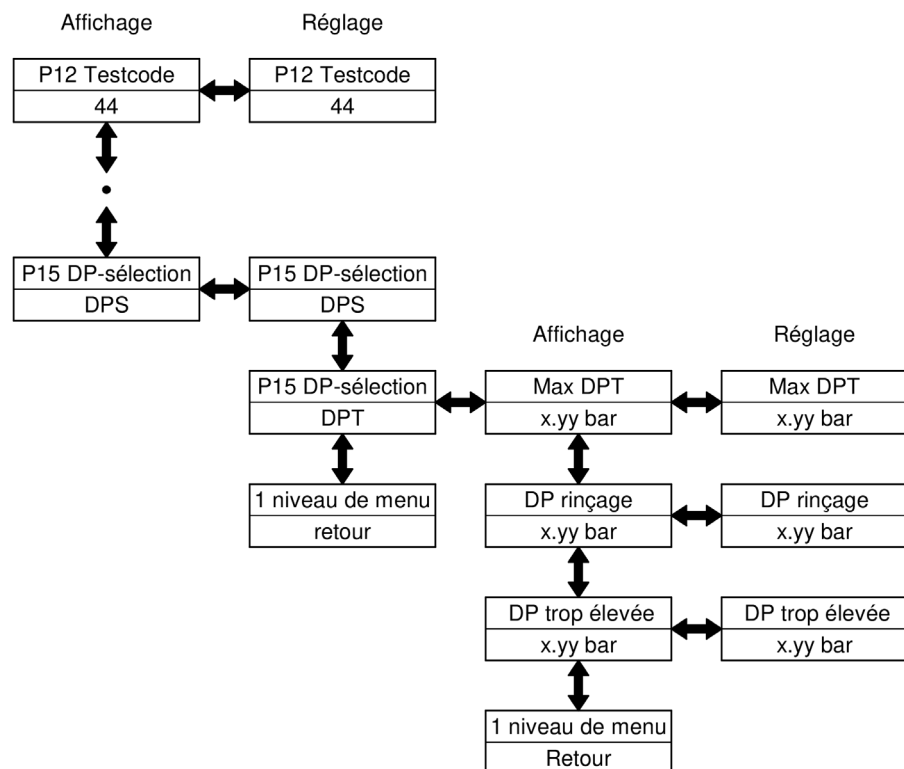 Affichage Réglage
P12 Testcode P12 Testcode
44 44
P15 DP-sélection P15 DP-sélection
DPS DPS
Affichage Réglage
P15 DP-sélection Max DPT Max DPT
DPT x.yy bar x.yy bar
1 niveau de menu DP rinçage DP rinçage
retour x.yy bar x.yy bar
DP trop élevée DP trop élevée
x.yy bar x.yy bar
1 niveau de menu
Retour